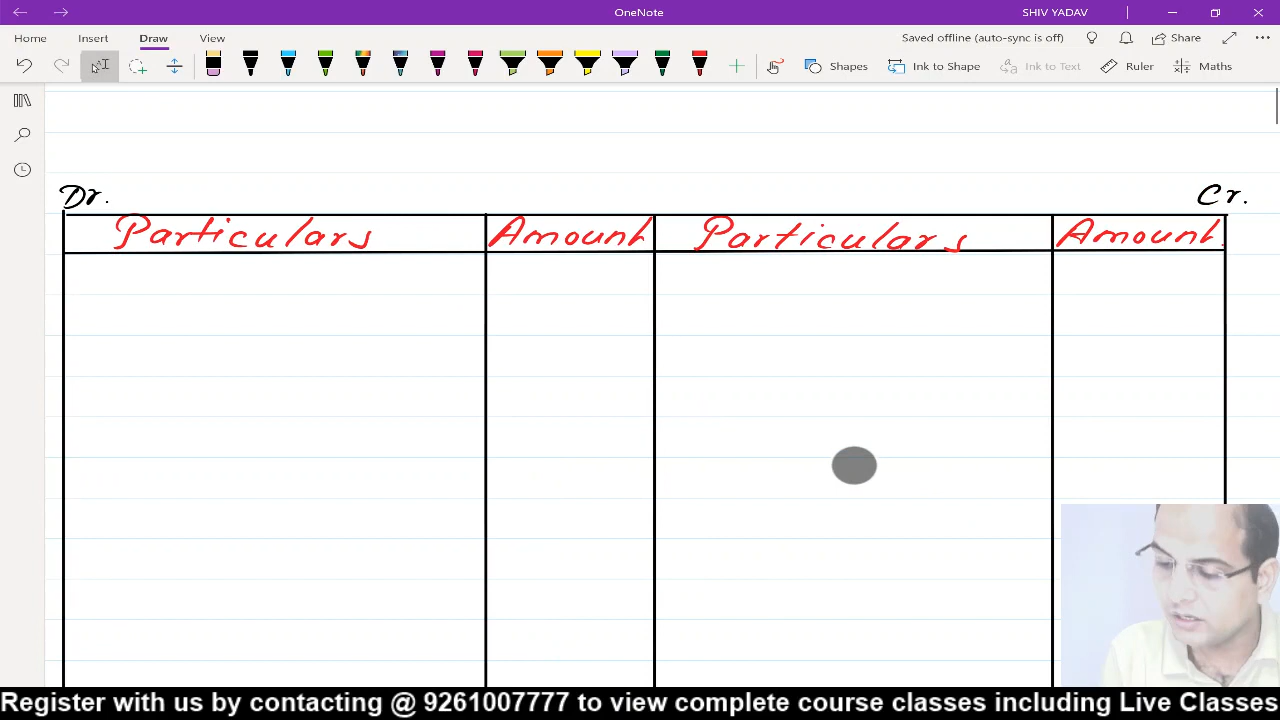 OneNote
SHIV YADAV
Home Insert Draw View
Saved offline (auto-sync is off)
Share
Shapes
Ink to Shape
Ink to Text
Ruler
Maths
Dr.
Cr.
Particulars Amount Particulars Amount.
Register with us by contacting @ 9261007777 to view complete course classes including Live Classes